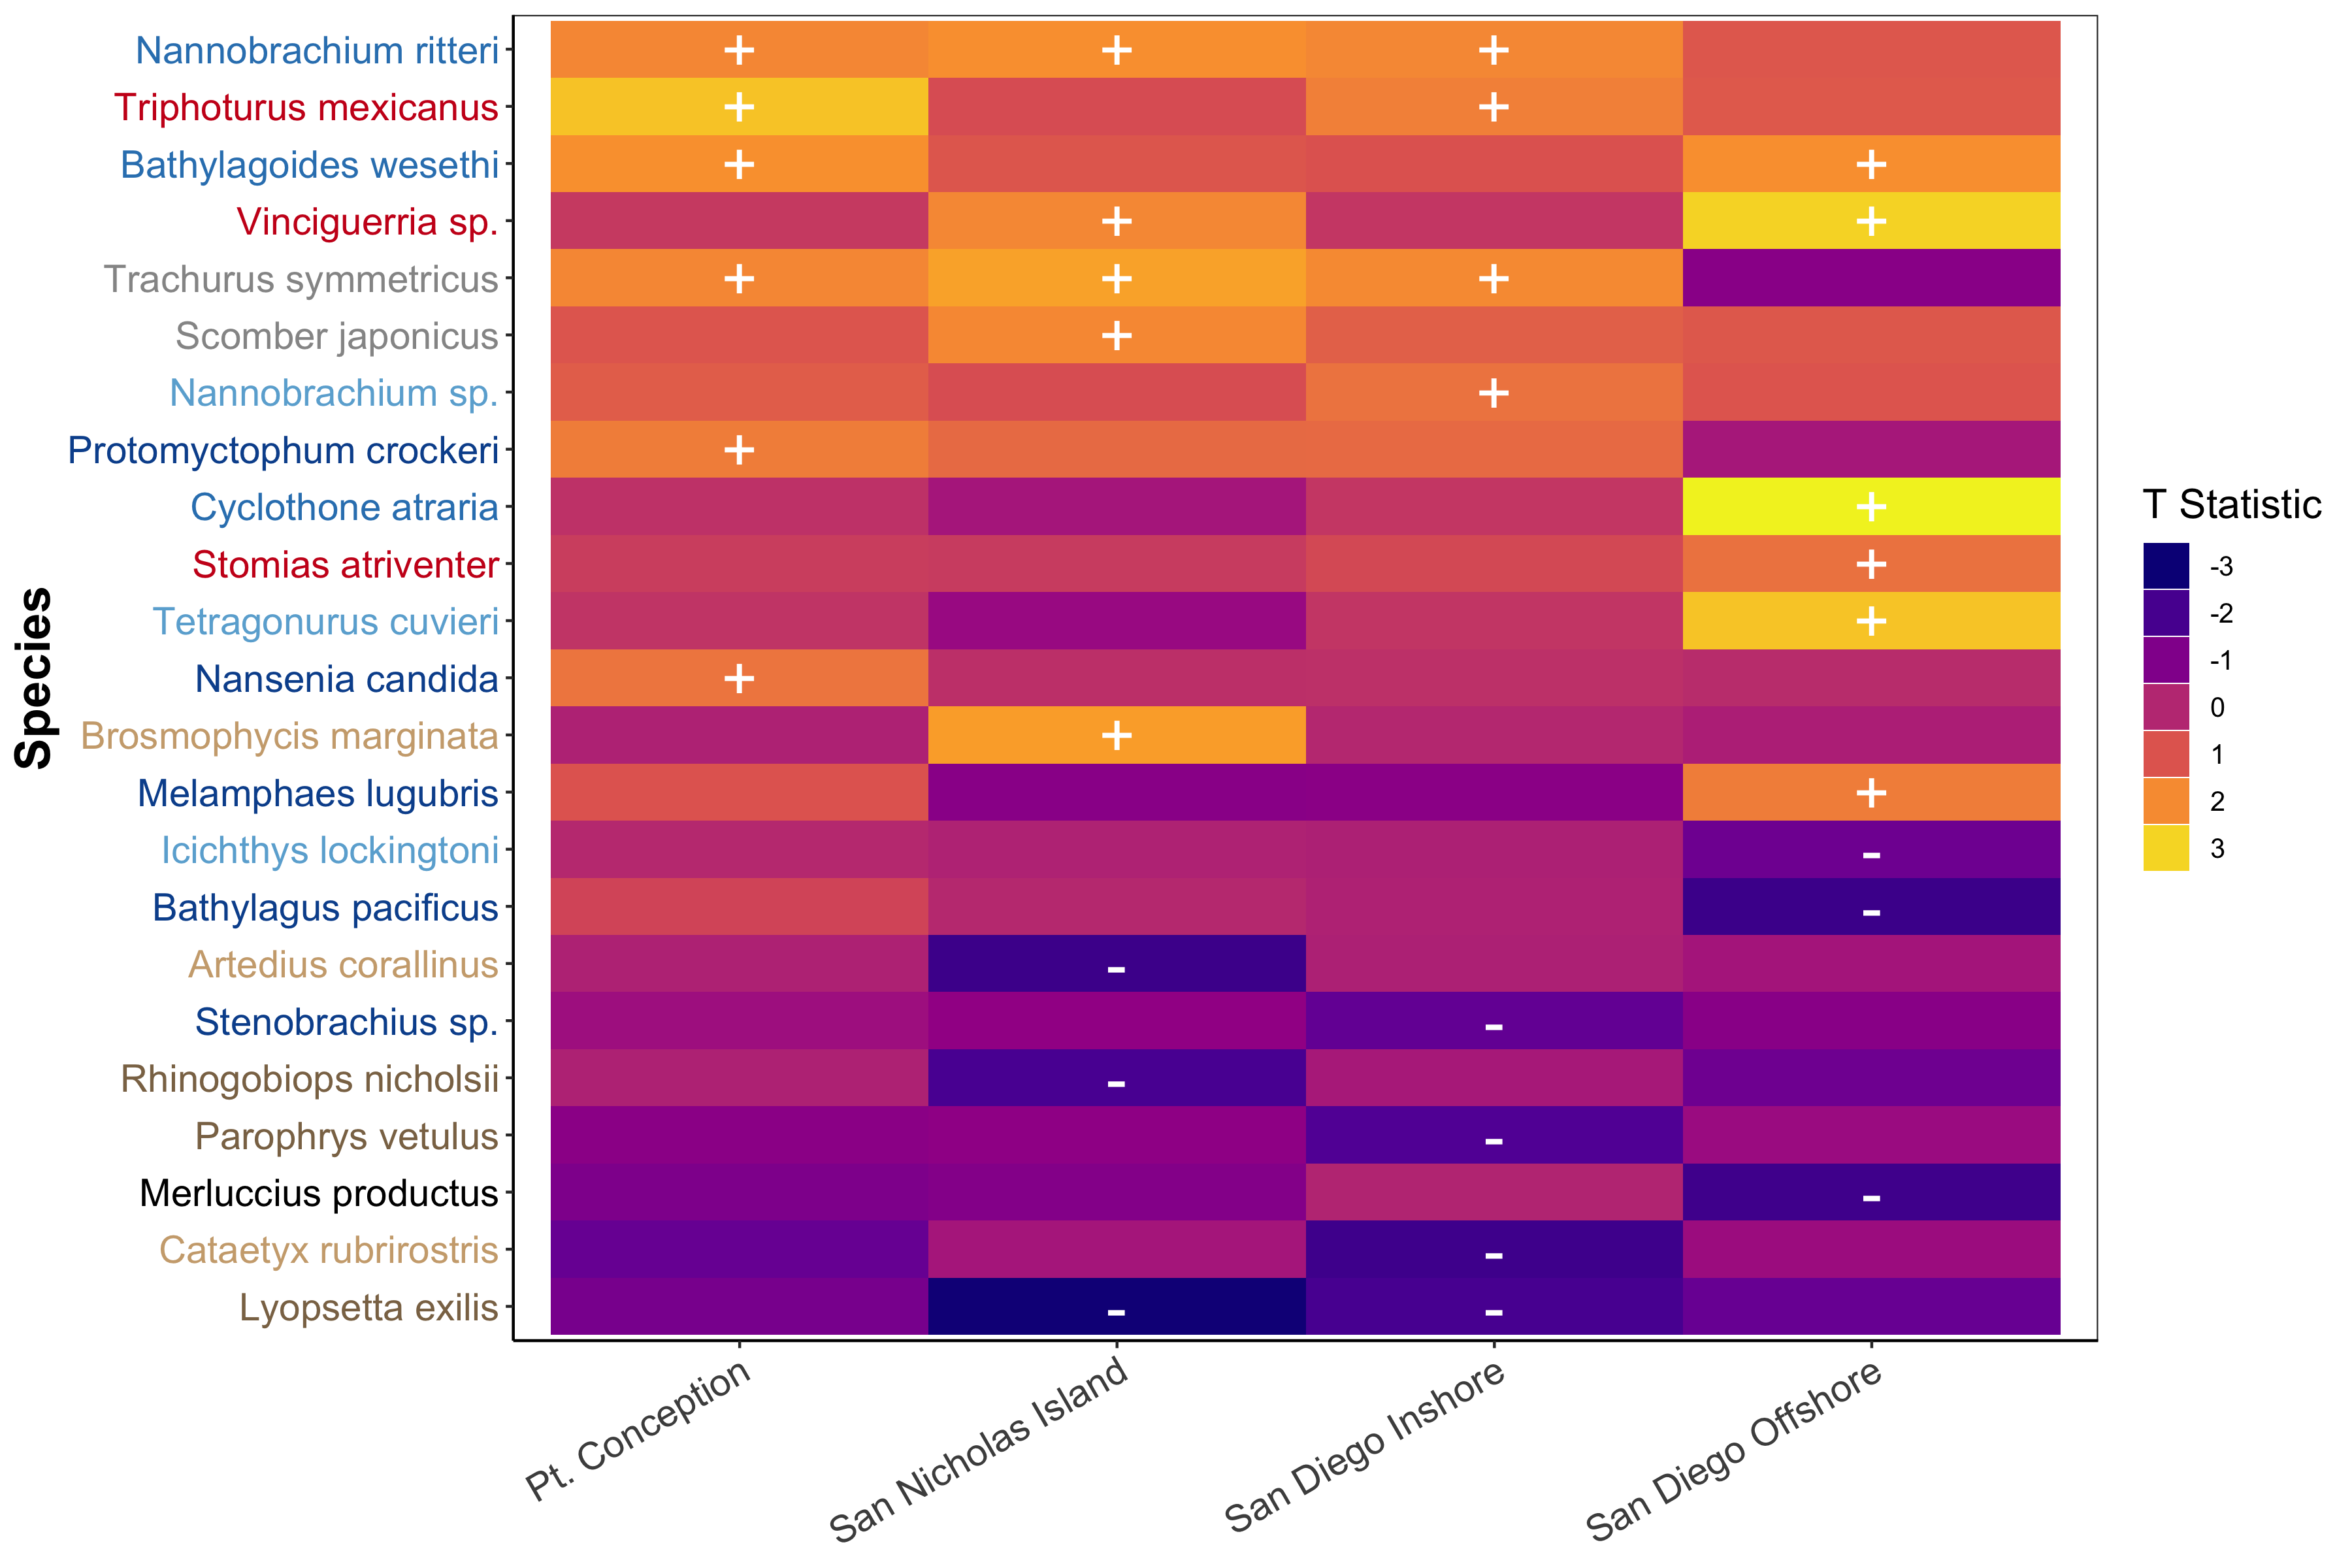 Species
Nannobrachium ritteri + + +
Triphoturus mexicanus + +
Bathylagoides wesethi + +
Vinciguerria sp. + +
Trachurus symmetricus + + +
Scomber japonicus +
Nannobrachium sp. +
Protomyctophum crockeri +
Cyclothone atraria +
Stomias atriventer +
Tetragonurus cuvieri +
Nansenia candida +
Brosmophycis marginata +
Melamphaes lugubris +
Icichthys lockingtoni -
Bathylagus pacificus -
Artedius corallinus -
Stenobrachius sp. -
Rhinogobiops nicholsii -
Parophrys vetulus -
Merluccius productus -
Cataetyx rubrirostris -
Lyopsetta exilis - -
Pt. Conception
San Nicholas Island
San Diego Inshore
San Diego Offshore
T Statistic
-3
-2
-1
0
1
2
3